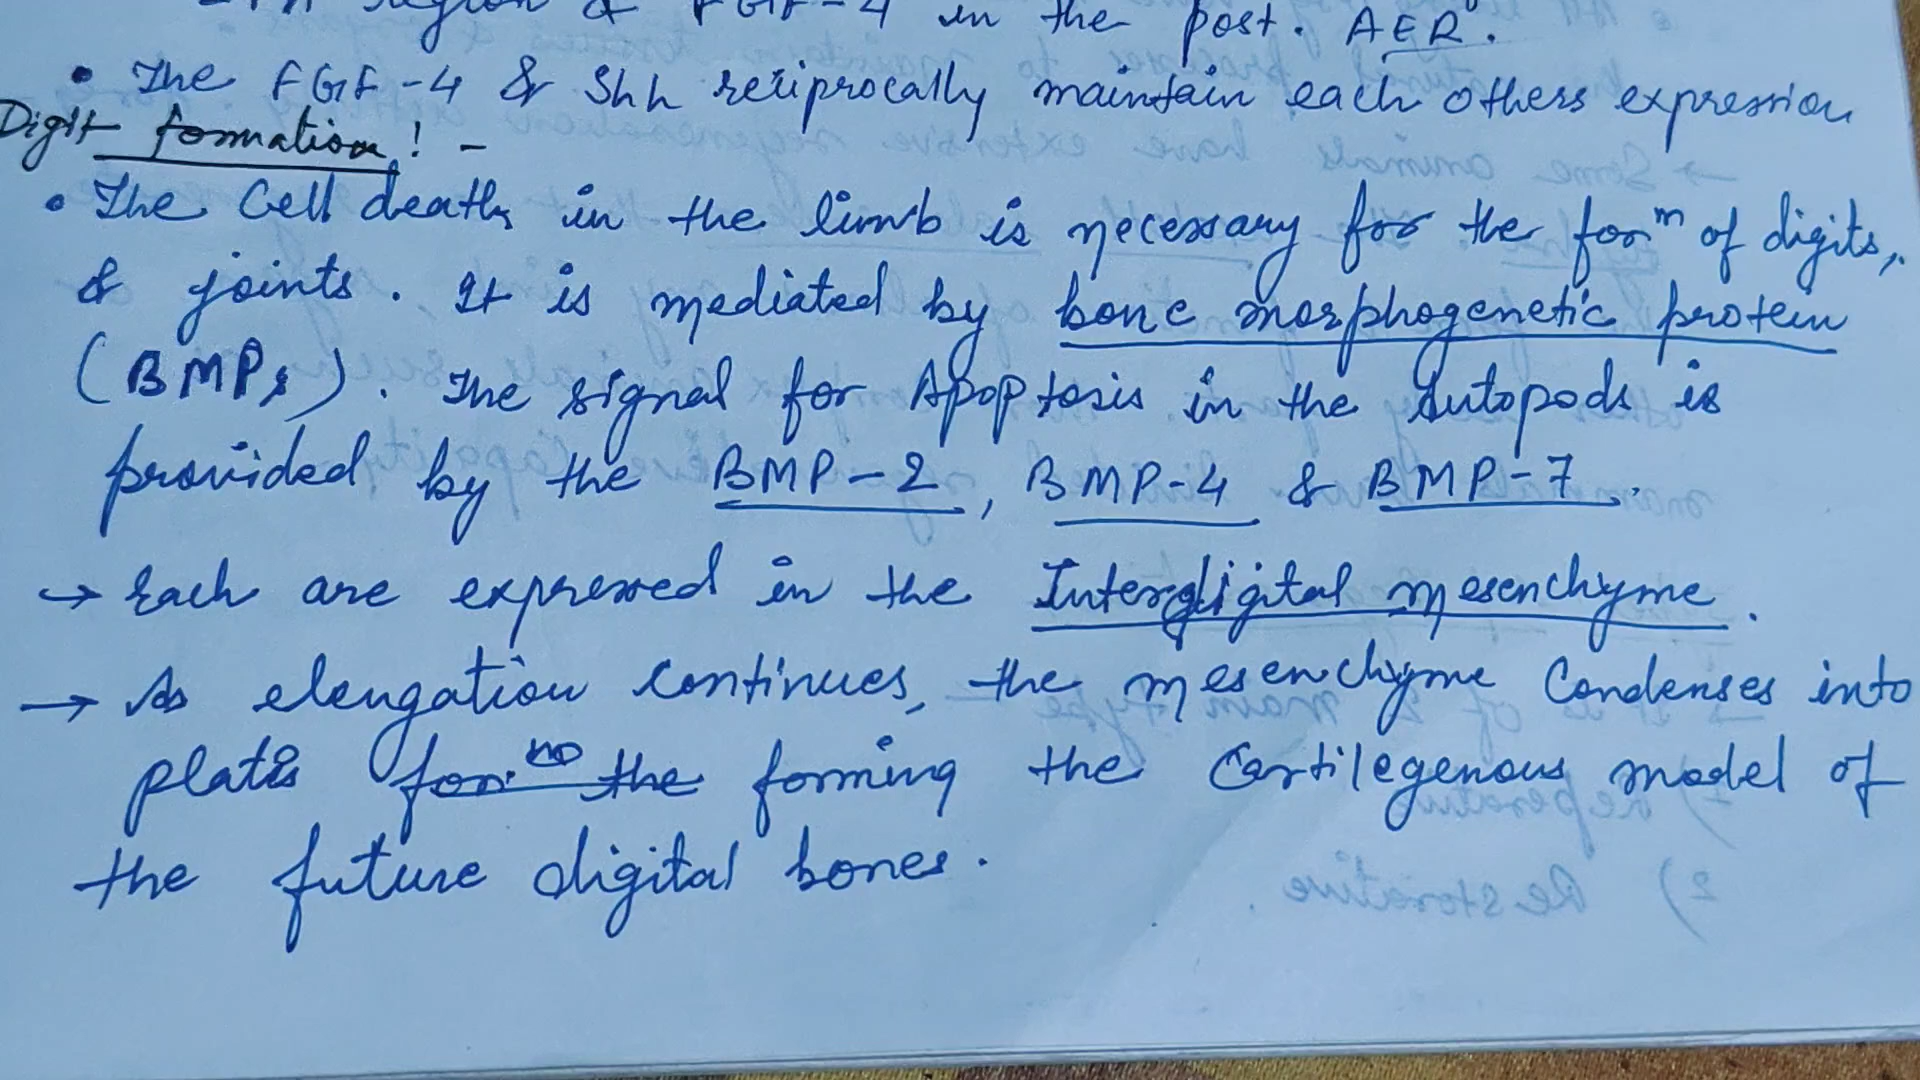 region & FGF-4 in the post. AER.
• The FGF-4 & Shh reciprocally maintain each others expression
Digit formation! -
• The Cell death in the limb is necessary for the forᵐ of digits,
& joints. It is mediated by bone morphogenetic protein
(BMPs). The signal for Apoptosis in the Autopods is
provided by the BMP-2, BMP-4 & BMP-7.
→ Each are expressed in the Interdigital mesenchyme.
→ As elongation continues, the mesenchyme Condenses into
plates for the forming the Cartilegenous model of
the future digital bones.